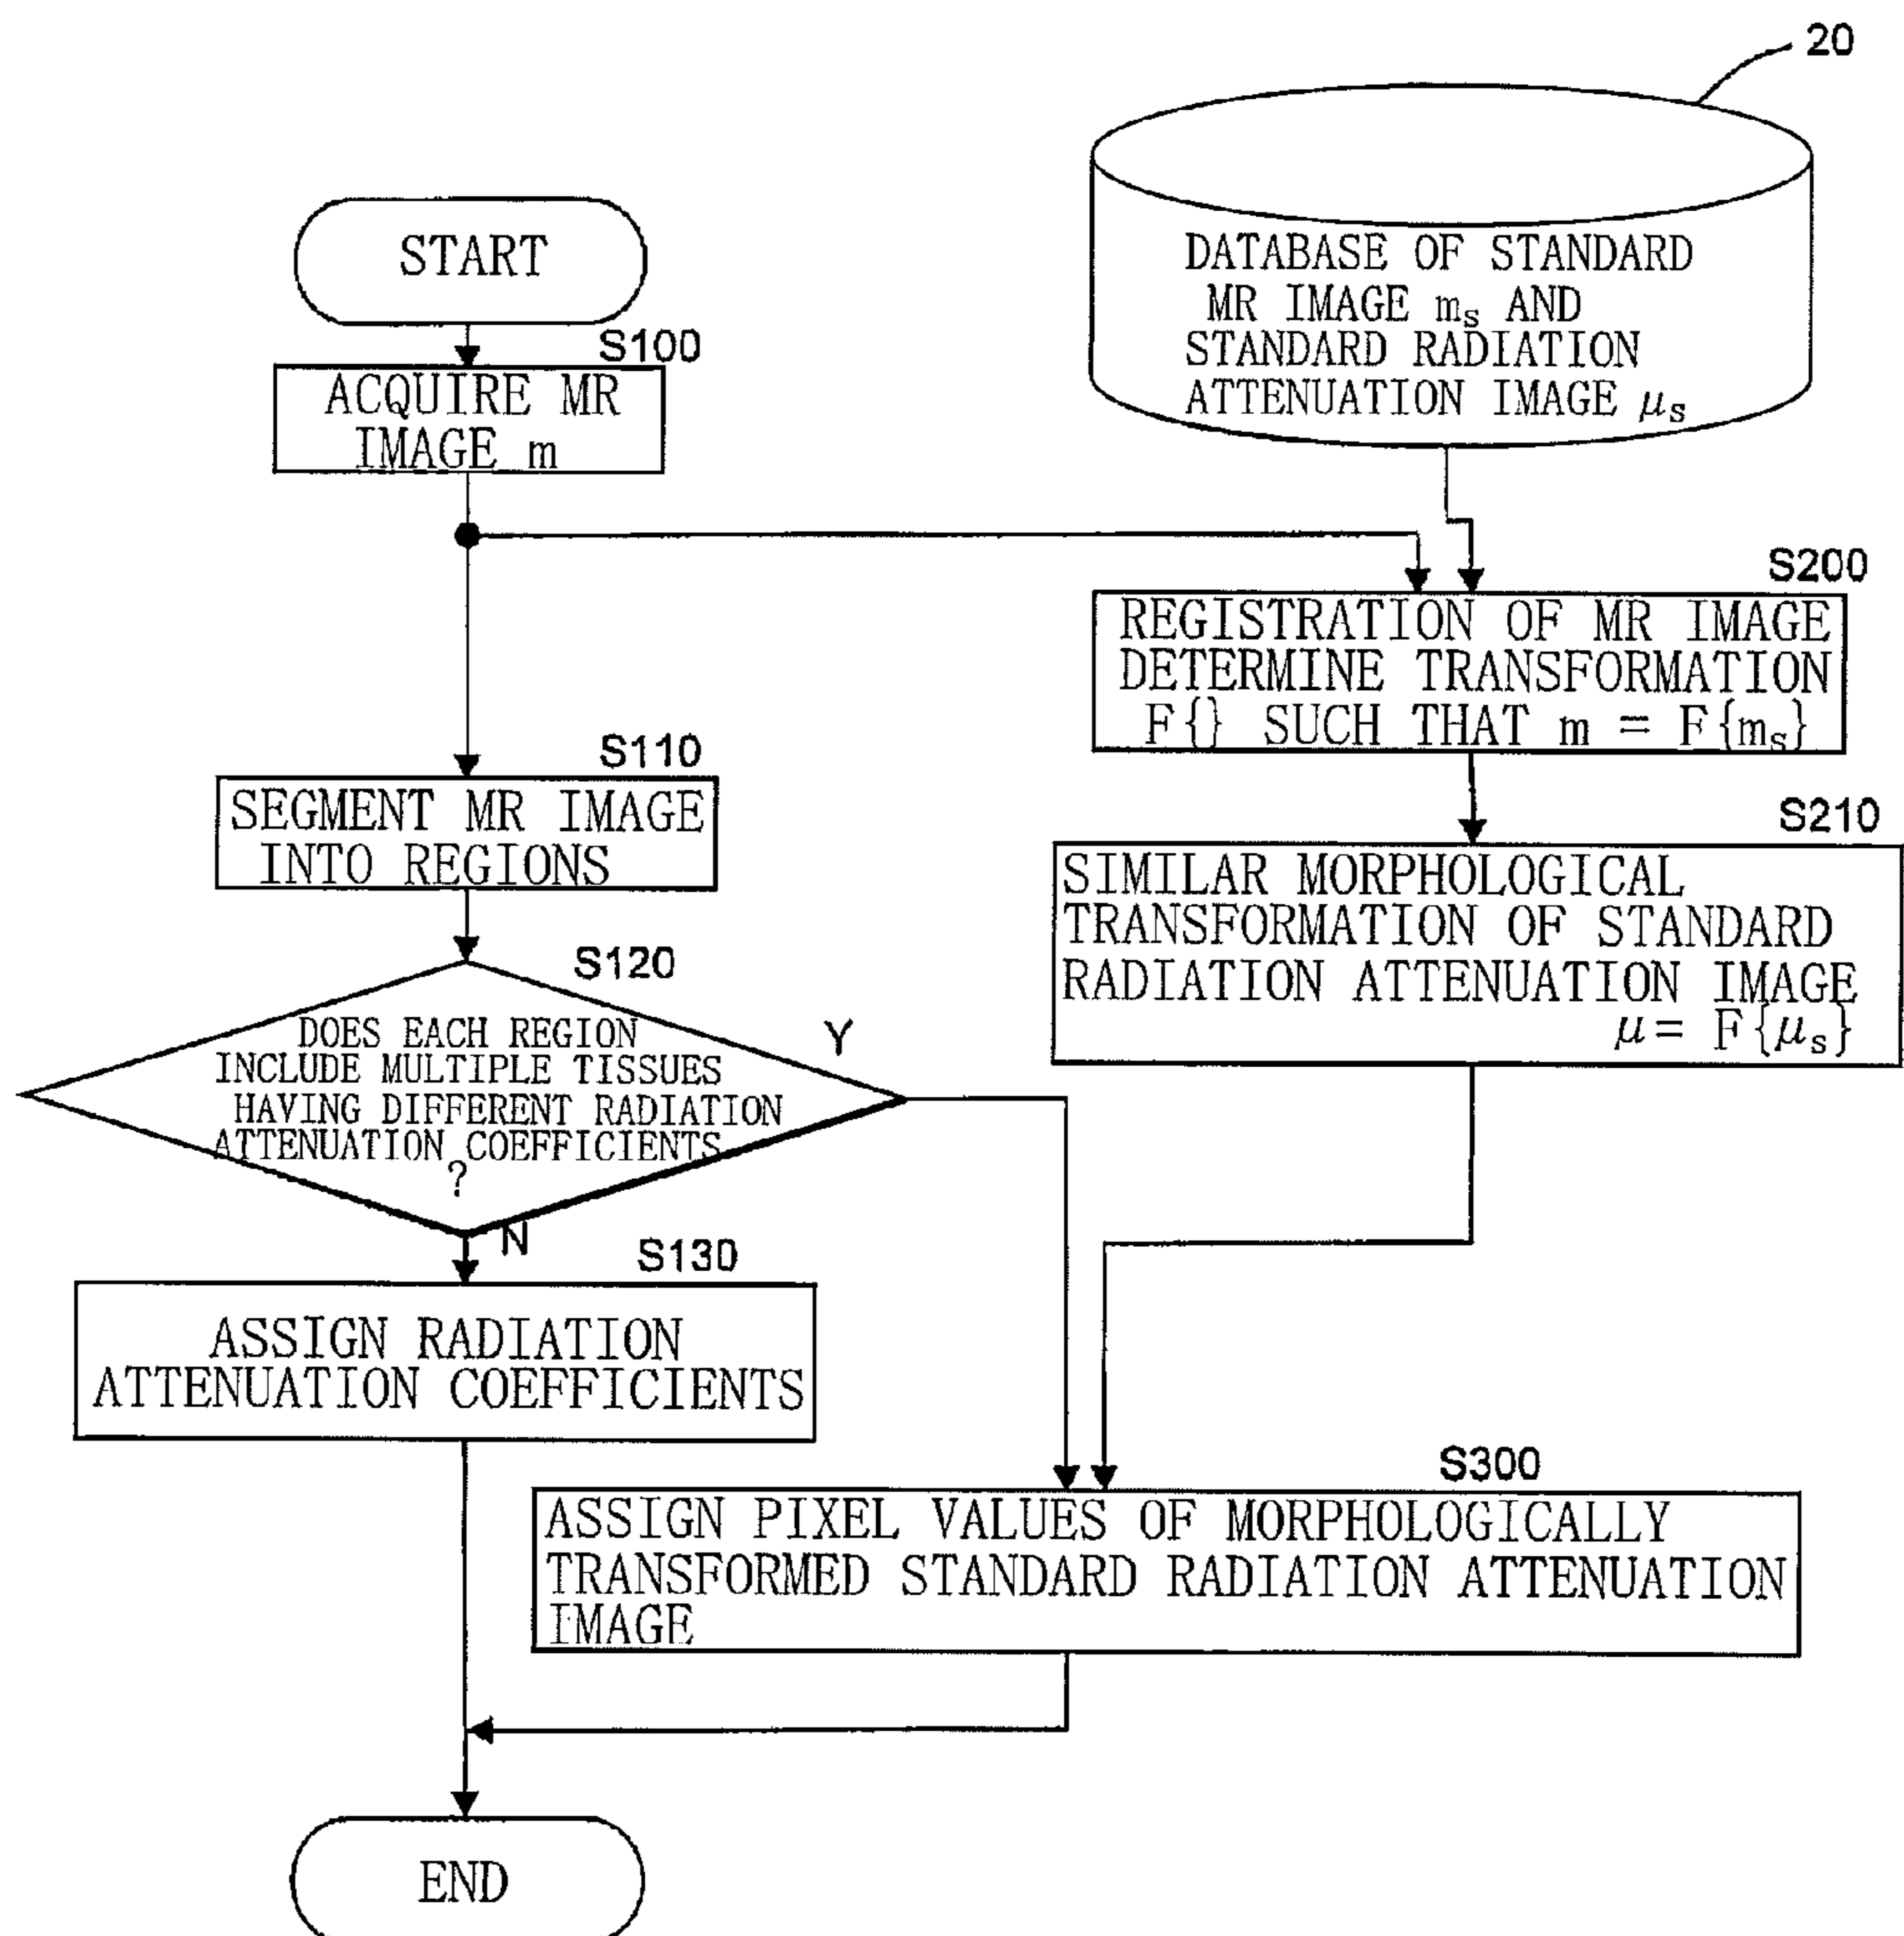 20
START
DATABASE OF STANDARD
MR IMAGE mₛ AND
STANDARD RADIATION
ATTENUATION IMAGE μₛ
S100
ACQUIRE MR
IMAGE m
S200
REGISTRATION OF MR IMAGE
DETERMINE TRANSFORMATION
F{} SUCH THAT m = F{mₛ}
S110
SEGMENT MR IMAGE
INTO REGIONS
S210
SIMILAR MORPHOLOGICAL
TRANSFORMATION OF STANDARD
RADIATION ATTENUATION IMAGE
μ= F{μₛ}
S120
DOES EACH REGION
INCLUDE MULTIPLE TISSUES
HAVING DIFFERENT RADIATION
ATTENUATION COEFFICIENTS
?
Y
N
S130
ASSIGN RADIATION
ATTENUATION COEFFICIENTS
S300
ASSIGN PIXEL VALUES OF MORPHOLOGICALLY
TRANSFORMED STANDARD RADIATION ATTENUATION
IMAGE
END